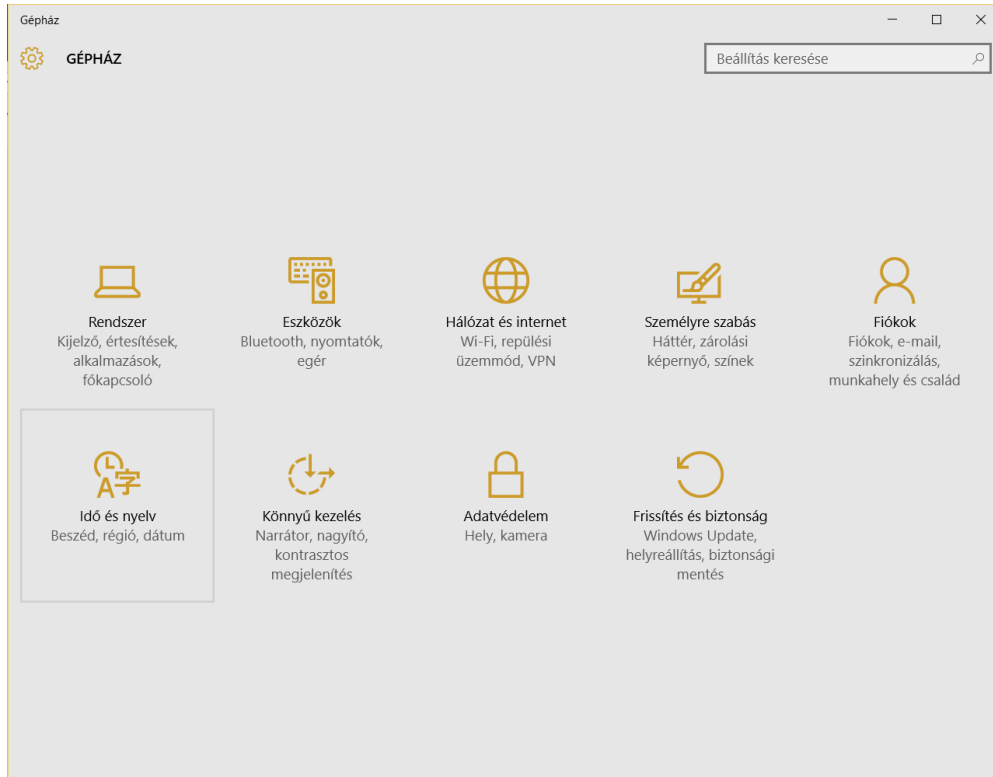 Gépház
GÉPHÁZ
Beállítás keresése
Rendszer
Kijelző, értesítések,
alkalmazások,
főkapcsoló
Eszközök
Bluetooth, nyomtatók,
egér
Hálózat és internet
Wi-Fi, repülési
üzemmód, VPN
Személyre szabás
Háttér, zárolási
képernyő, színek
Fiókok
Fiókok, e-mail,
szinkronizálás,
munkahely és család
A字
Idő és nyelv
Beszéd, régió, dátum
Könnyű kezelés
Narrátor, nagyító,
kontrasztos
megjelenítés
Adatvédelem
Hely, kamera
Frissítés és biztonság
Windows Update,
helyreállítás, biztonsági
mentés